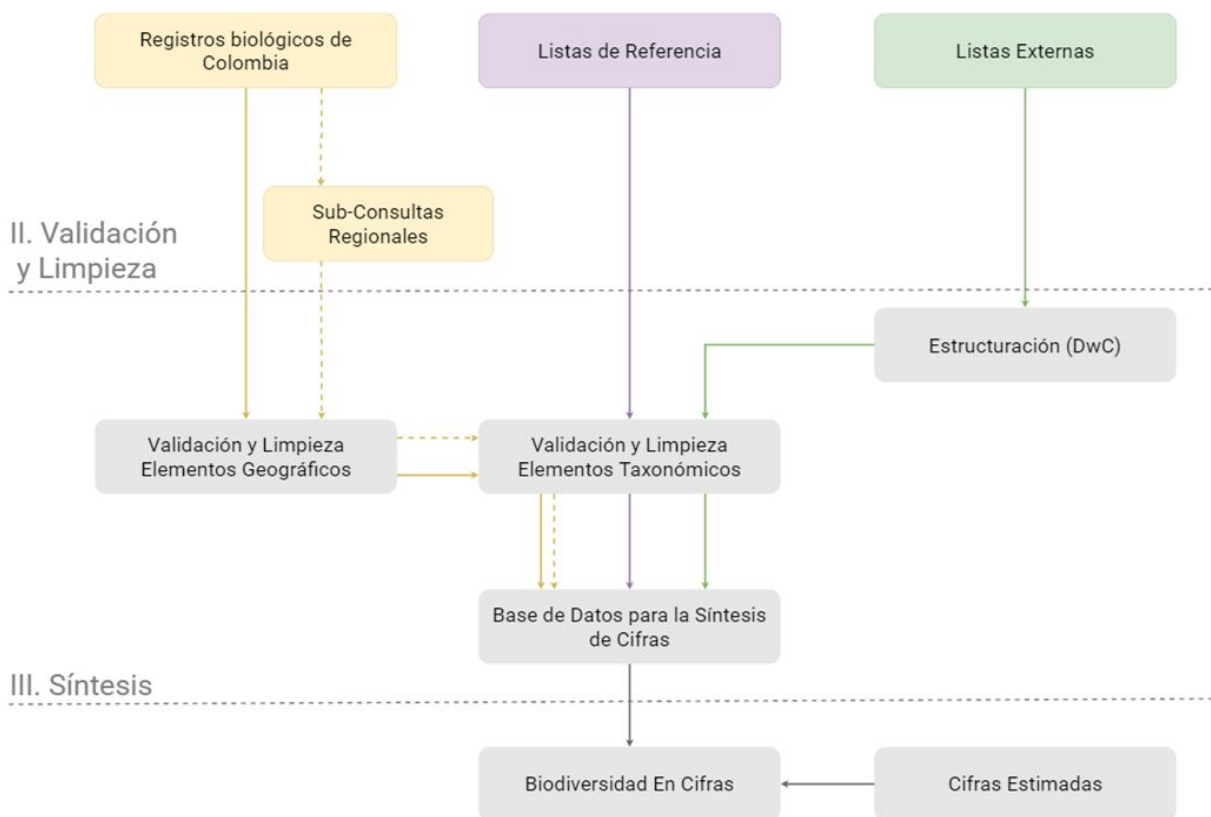 Registros biológicos de
Colombia
Listas de Referencia
Listas Externas
Sub-Consultas
Regionales
II. Validación
y Limpieza
Estructuración (DwC)
Validación y Limpieza
Elementos Geográficos
Validación y Limpieza
Elementos Taxonómicos
Base de Datos para la Síntesis
de Cifras
III. Síntesis
Biodiversidad En Cifras
Cifras Estimadas